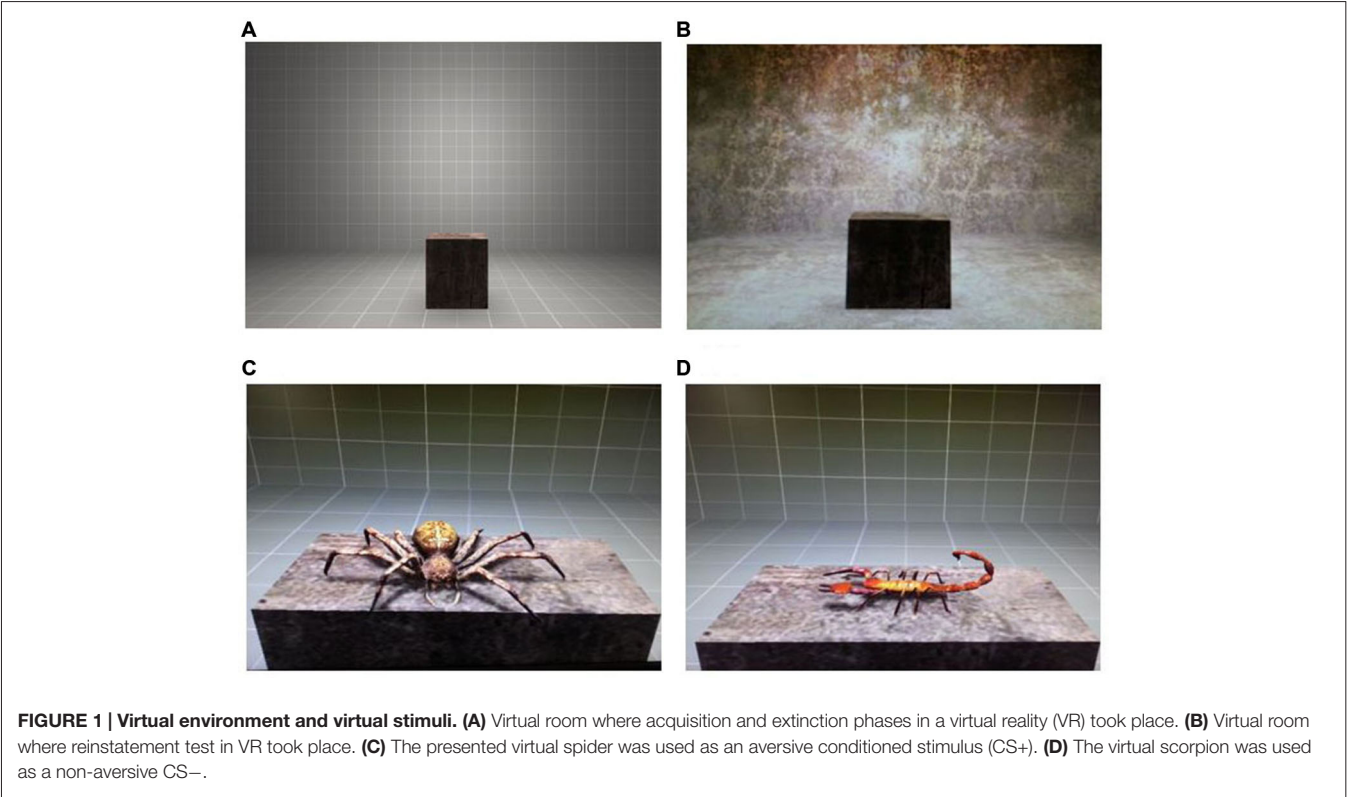 A
B
C
D
FIGURE 1 | Virtual environment and virtual stimuli. (A) Virtual room where acquisition and extinction phases in a virtual reality (VR) took place. (B) Virtual room
where reinstatement test in VR took place. (C) The presented virtual spider was used as an aversive conditioned stimulus (CS+). (D) The virtual scorpion was used
as a non-aversive CS−.